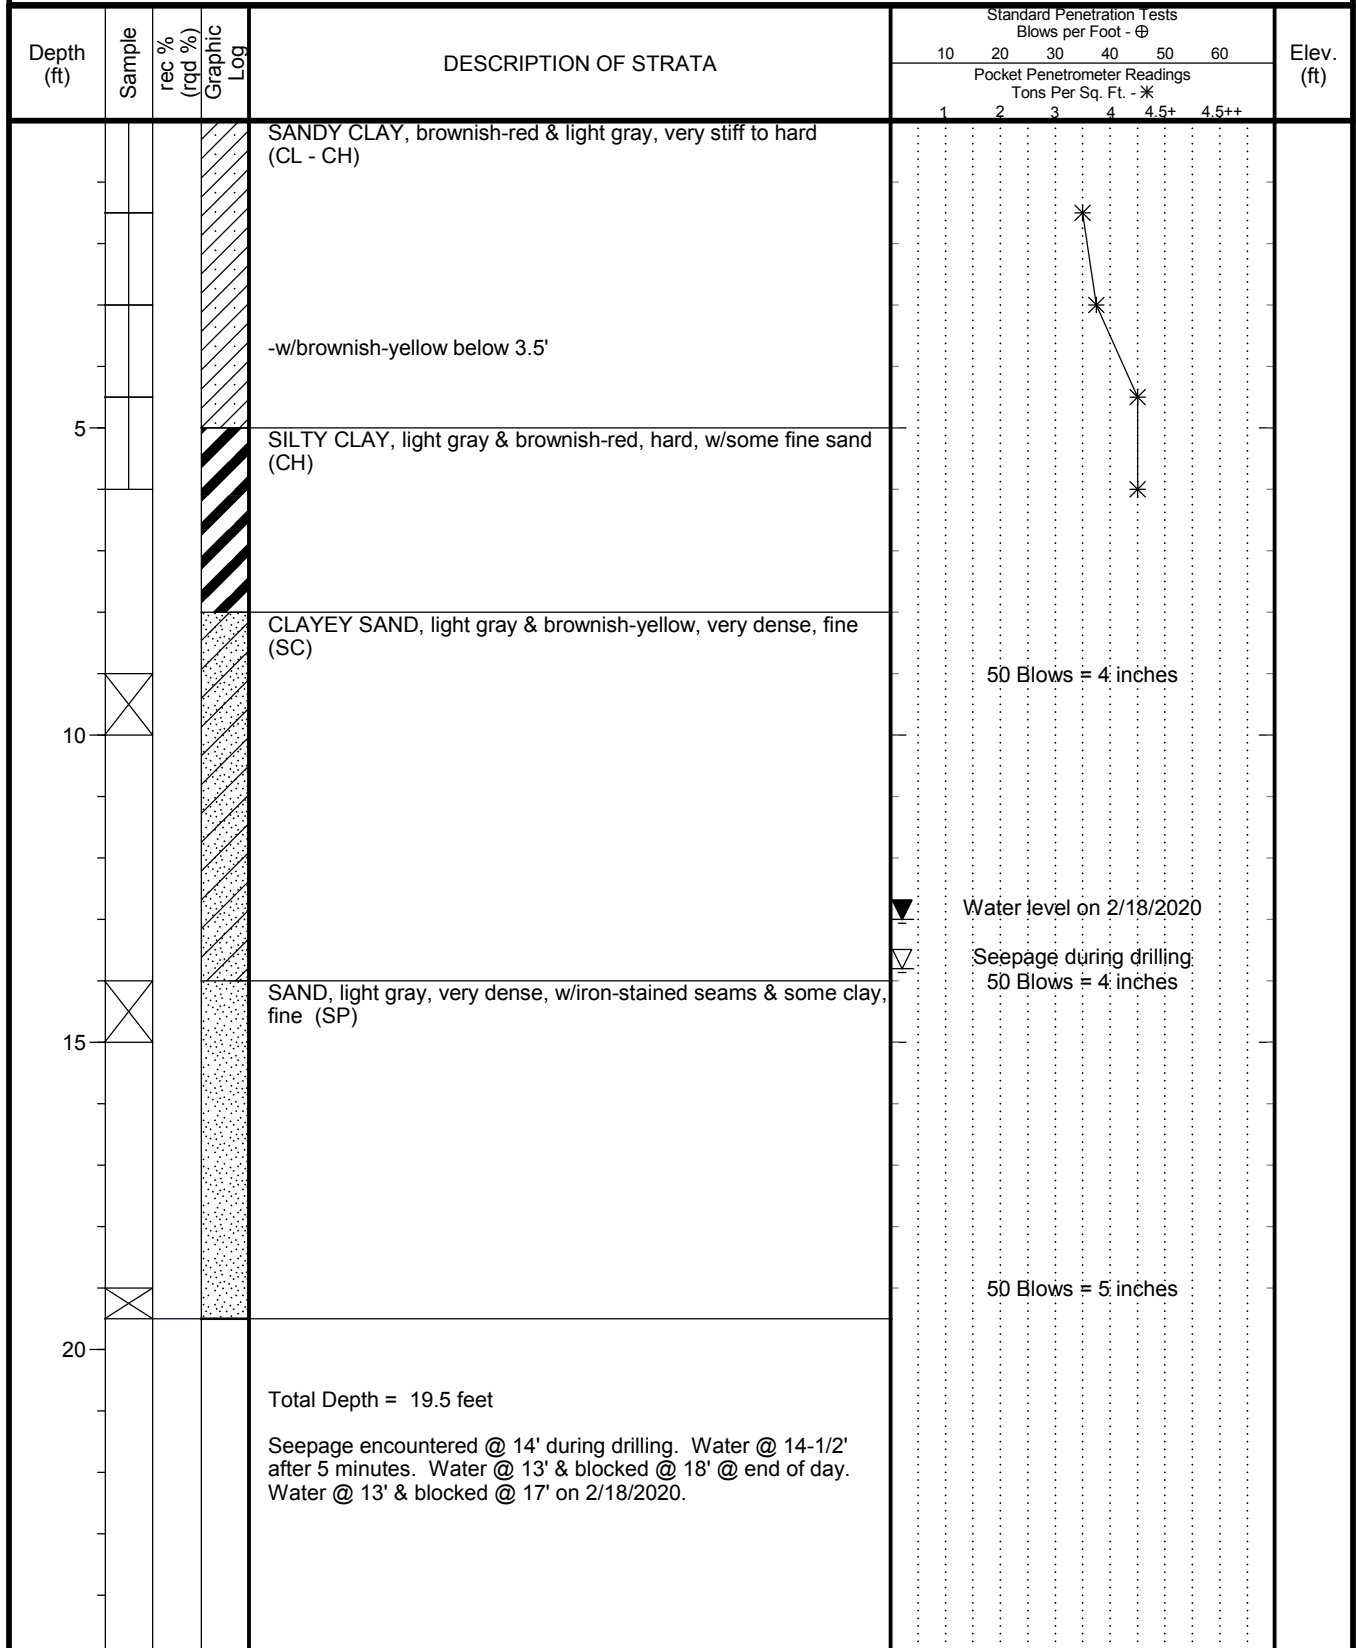 Depth
(ft)
Sample
rec %
(rqd %)
Graphic
Log
DESCRIPTION OF STRATA
Standard Penetration Tests
Blows per Foot - ⊕
10 20 30 40 50 60
Pocket Penetrometer Readings
Tons Per Sq. Ft. - ✳
1 2 3 4 4.5+ 4.5++
Elev.
(ft)
SANDY CLAY, brownish-red & light gray, very stiff to hard
(CL - CH)
-w/brownish-yellow below 3.5'
5
SILTY CLAY, light gray & brownish-red, hard, w/some fine sand
(CH)
CLAYEY SAND, light gray & brownish-yellow, very dense, fine
(SC)
50 Blows = 4 inches
10
Water level on 2/18/2020
Seepage during drilling
50 Blows = 4 inches
SAND, light gray, very dense, w/iron-stained seams & some clay,
fine (SP)
15
50 Blows = 5 inches
20
Total Depth = 19.5 feet
Seepage encountered @ 14' during drilling. Water @ 14-1/2'
after 5 minutes. Water @ 13' & blocked @ 18' @ end of day.
Water @ 13' & blocked @ 17' on 2/18/2020.